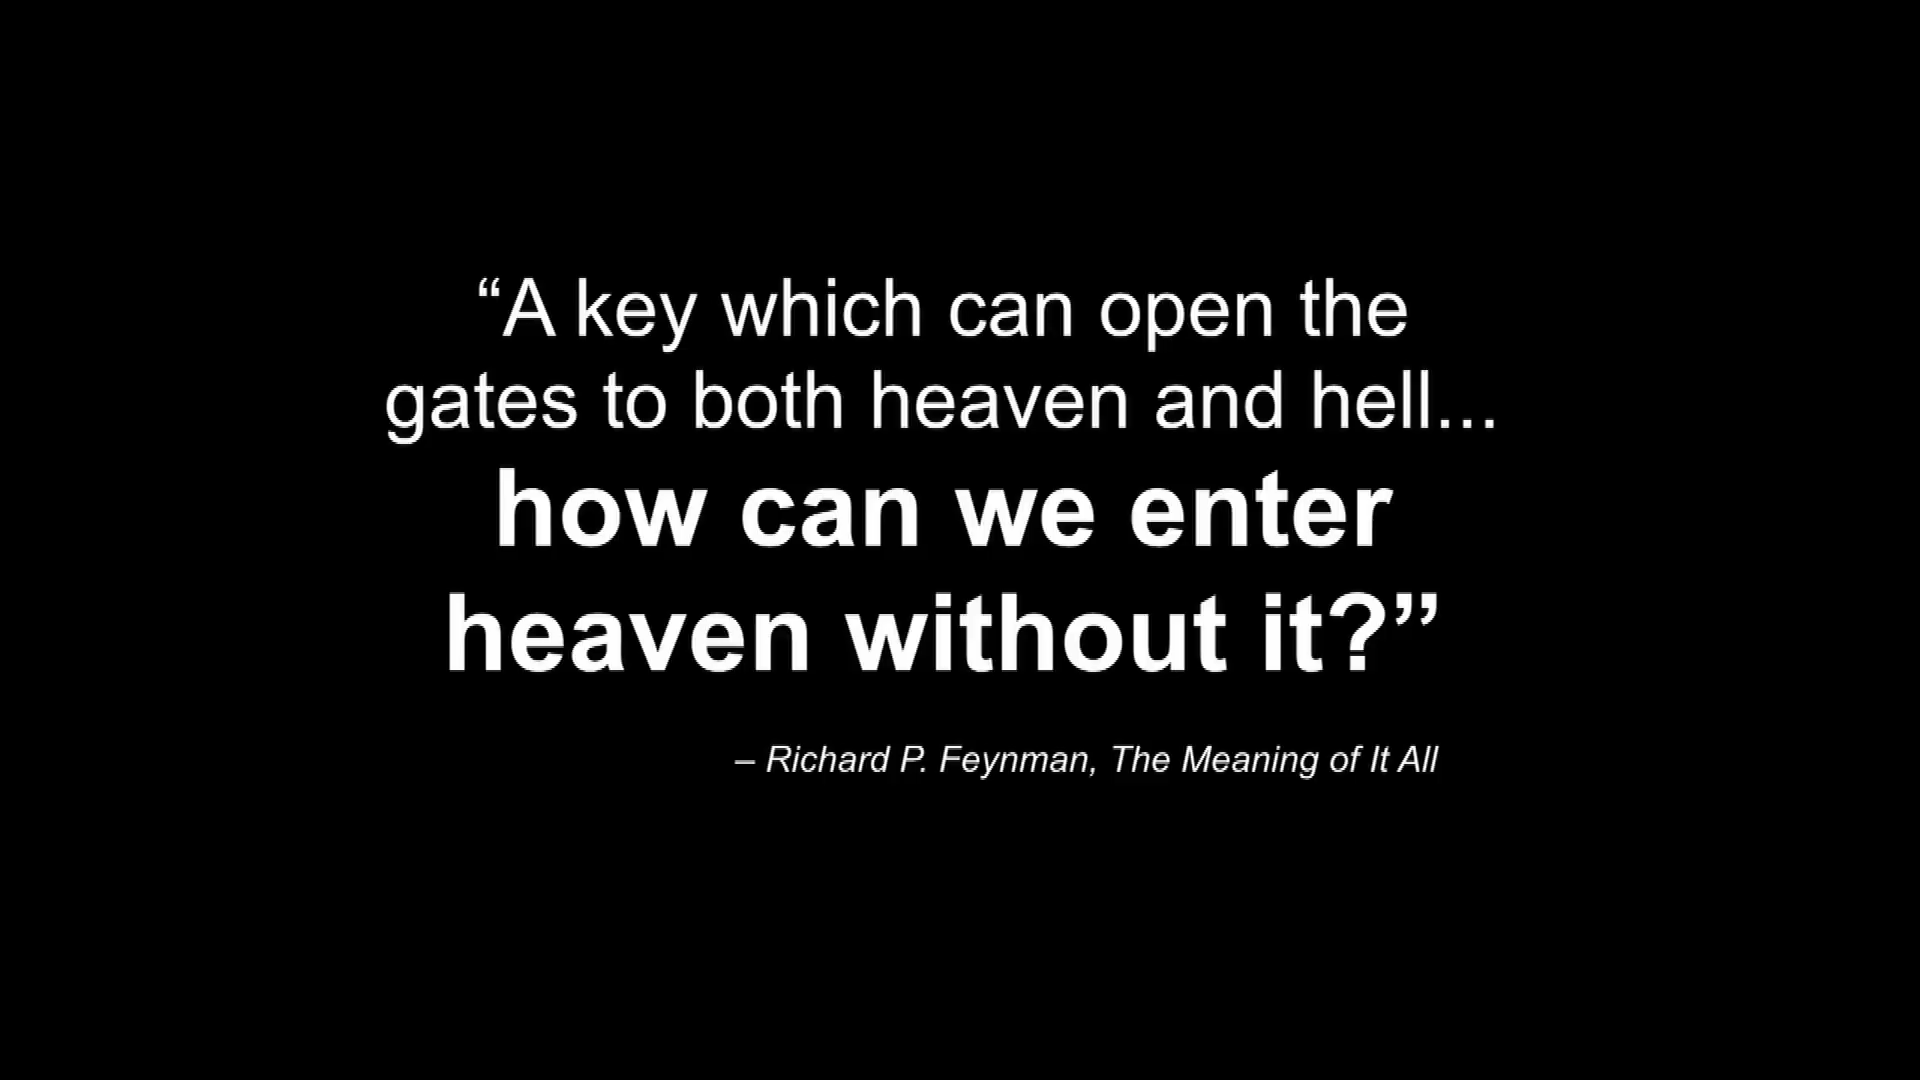 “A key which can open the
gates to both heaven and hell...
how can we enter
heaven without it?”
– Richard P. Feynman, The Meaning of It All